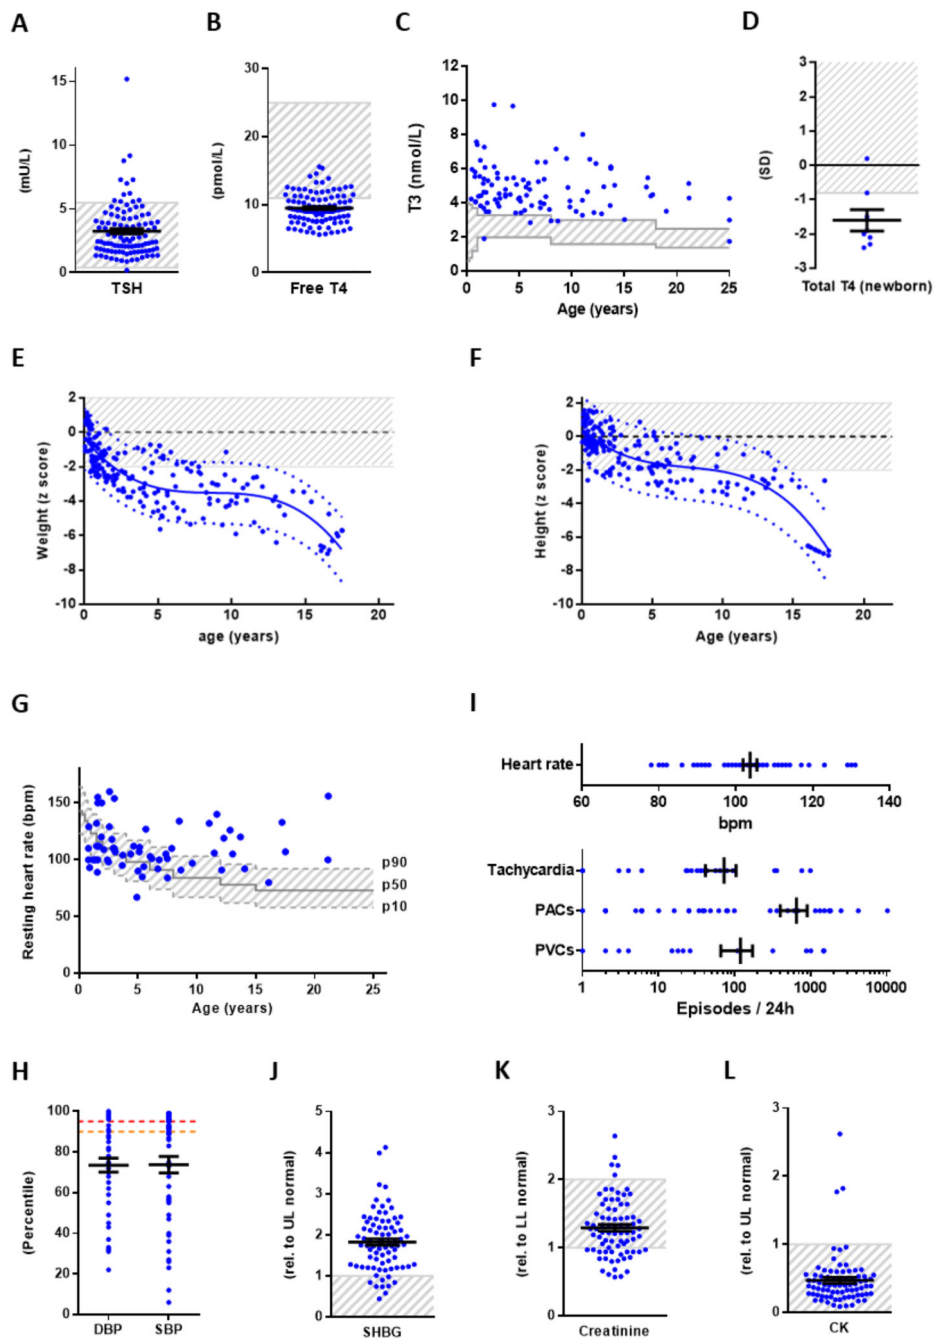 A
B
C
D
15
10
5
0
(mU/L)
TSH
30
20
10
0
(pmol/L)
Free T4
12
10
8
6
4
2
0
T3 (nmol/L)
0
5
10
15
20
25
Age (years)
3
2
1
0
-1
-2
-3
(SD)
Total T4 (newborn)
E
F
2
0
-2
-4
-6
-8
-10
Weight (z score)
0
5
10
15
20
age (years)
2
0
-2
-4
-6
-8
-10
Height (z score)
0
5
10
15
20
Age (years)
G
I
150
100
50
0
Resting heart rate (bpm)
p90
p50
p10
0
5
10
15
20
25
Age (years)
Heart rate
60
80
100
120
140
bpm
Tachycardia
PACs
PVCs
1
10
100
1000
10000
Episodes / 24h
H
J
K
L
100
80
60
40
20
0
(Percentile)
DBP
SBP
5
4
3
2
1
0
(rel. to UL normal)
SHBG
3
2
1
0
(rel. to LL normal)
Creatinine
3
2
1
0
(rel. to UL normal)
CK